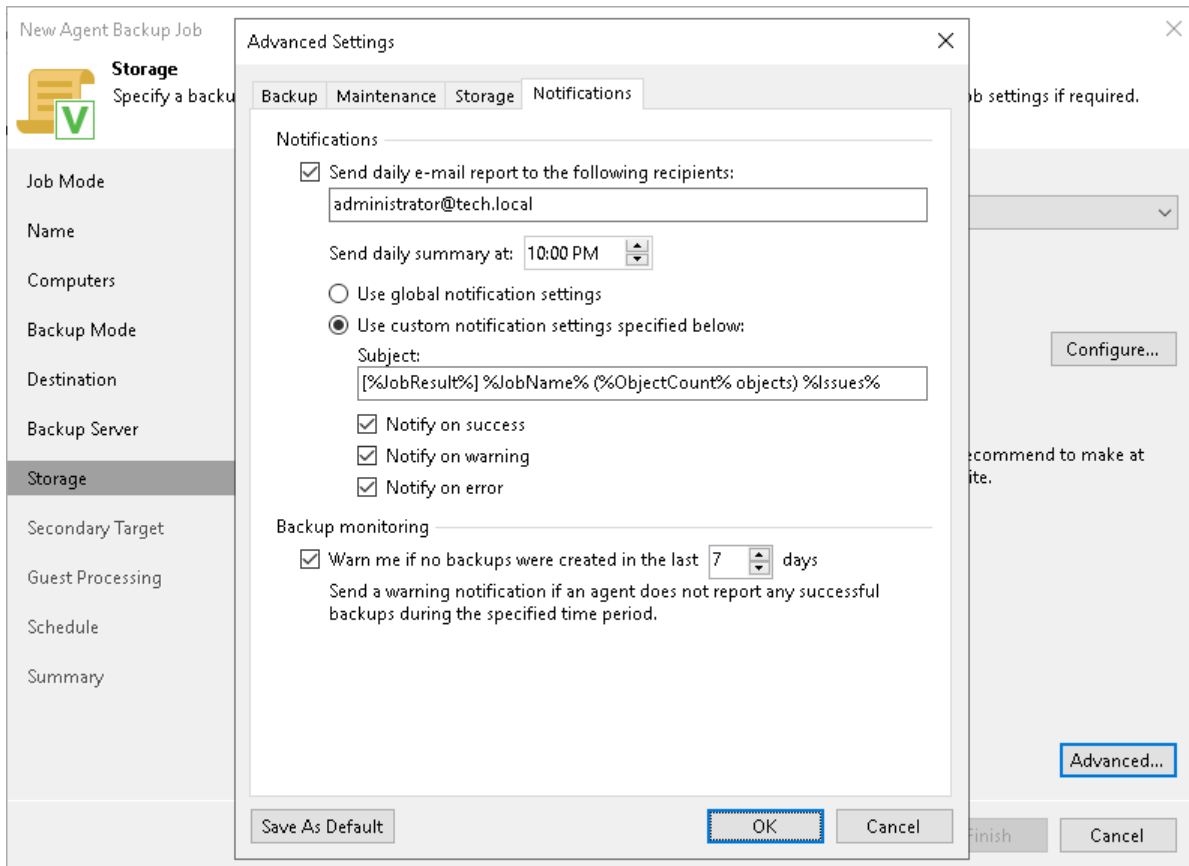 New Agent Backup Job
Storage
Specify a backu
b settings if required.
Job Mode
Name
Computers
Backup Mode
Destination
Backup Server
Storage
Secondary Target
Guest Processing
Schedule
Summary
Configure...
ecommend to make at
ite.
Advanced...
Finish
Cancel
Advanced Settings
Backup
Maintenance
Storage
Notifications
Notifications
Send daily e-mail report to the following recipients:
administrator@tech.local
Send daily summary at: 10:00 PM
Use global notification settings
Use custom notification settings specified below:
Subject:
[%JobResult%] %JobName% (%ObjectCount% objects) %Issues%
Notify on success
Notify on warning
Notify on error
Backup monitoring
Warn me if no backups were created in the last 7 days
Send a warning notification if an agent does not report any successful
backups during the specified time period.
Save As Default
OK
Cancel